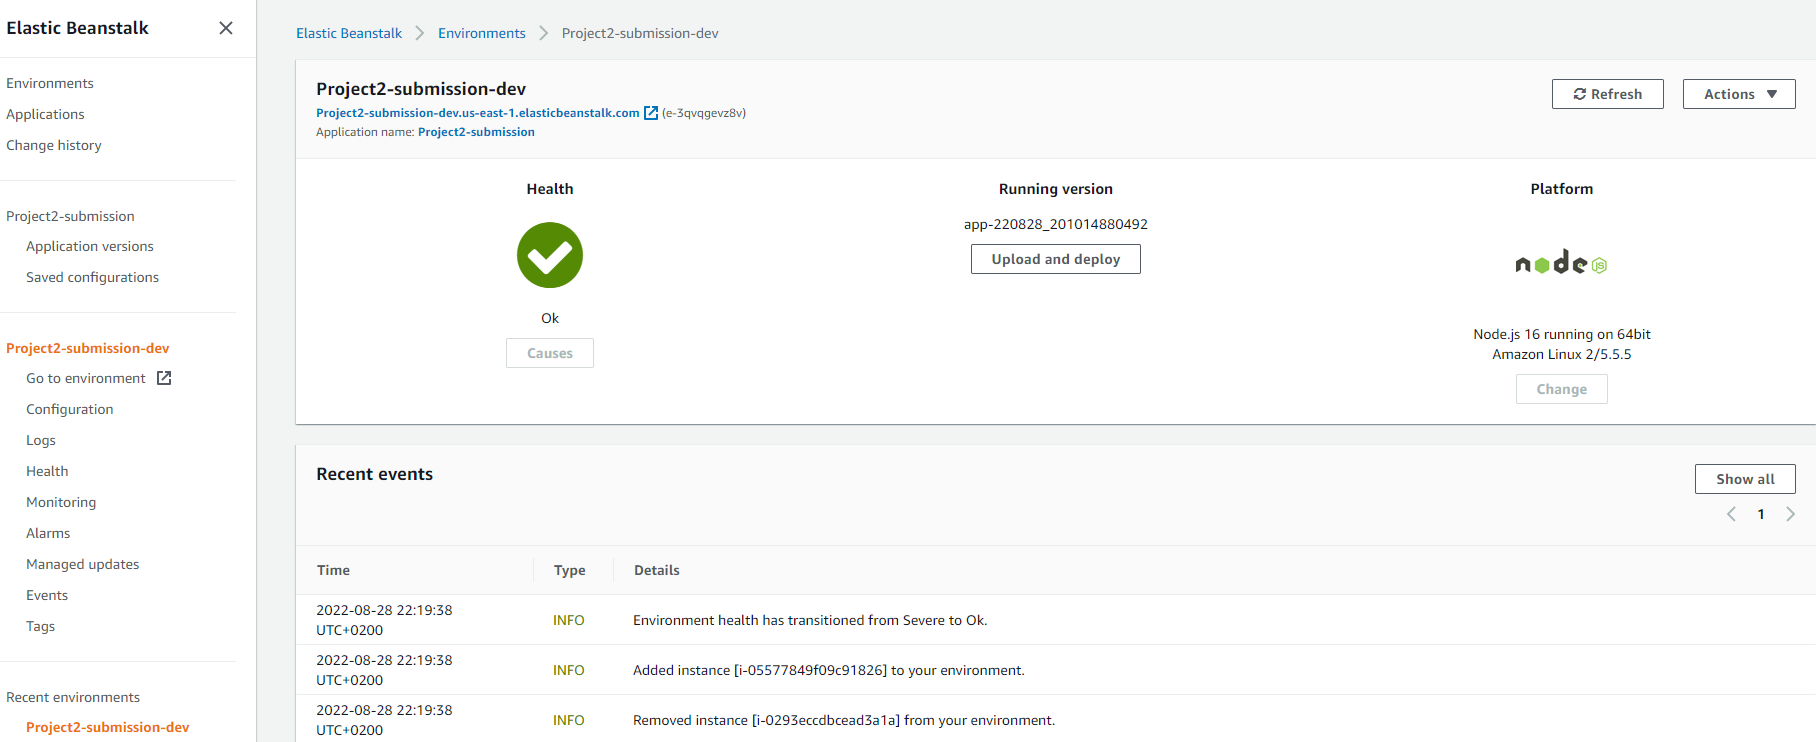 Elastic Beanstalk
Environments
Applications
Change history
Project2-submission
Application versions
Saved configurations
Project2-submission-dev
Go to environment
Configuration
Logs
Health
Monitoring
Alarms
Managed updates
Events
Tags
Recent environments
Project2-submission-dev
Elastic Beanstalk > Environments > Project2-submission-dev
Project2-submission-dev
Refresh
Actions
Project2-submission-dev.us-east-1.elasticbeanstalk.com (e-3qvqgevz8v)
Application name: Project2-submission
Health
Ok
Causes
Running version
app-220828_201014880492
Upload and deploy
Platform
node JS
Node.js 16 running on 64bit
Amazon Linux 2/5.5.5
Change
Recent events
Show all
< 1 >
Time Type Details
2022-08-28 22:19:38
UTC+0200
INFO
Environment health has transitioned from Severe to Ok.
2022-08-28 22:19:38
UTC+0200
INFO
Added instance [i-05577849f09c91826] to your environment.
2022-08-28 22:19:38
UTC+0200
INFO
Removed instance [i-0293eccdbcead3a1a] from your environment.